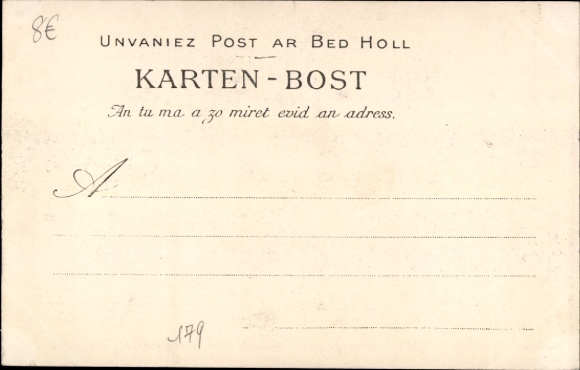 8€
UNVANIEZ POST AR BED HOLL
KARTEN-BOST
An tu ma a zo miret evid an adress.
A
179